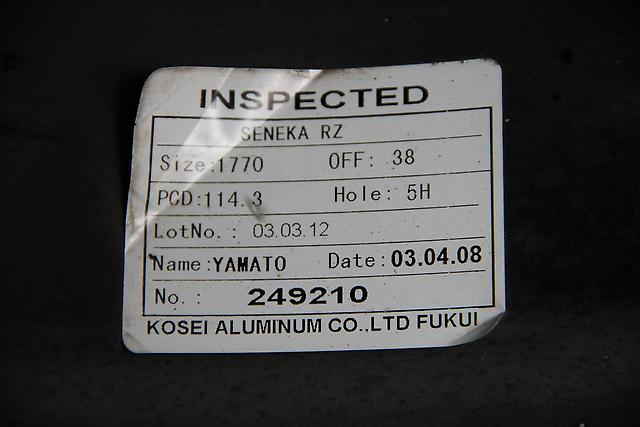 INSPECTED
SENEKA RZ
Size:1770 OFF: 38
PCD:114.3 Hole: 5H
LotNo.: 03.03.12
Name:YAMATO Date:03.04.08
No.: 249210
KOSEI ALUMINUM CO.,LTD FUKUI